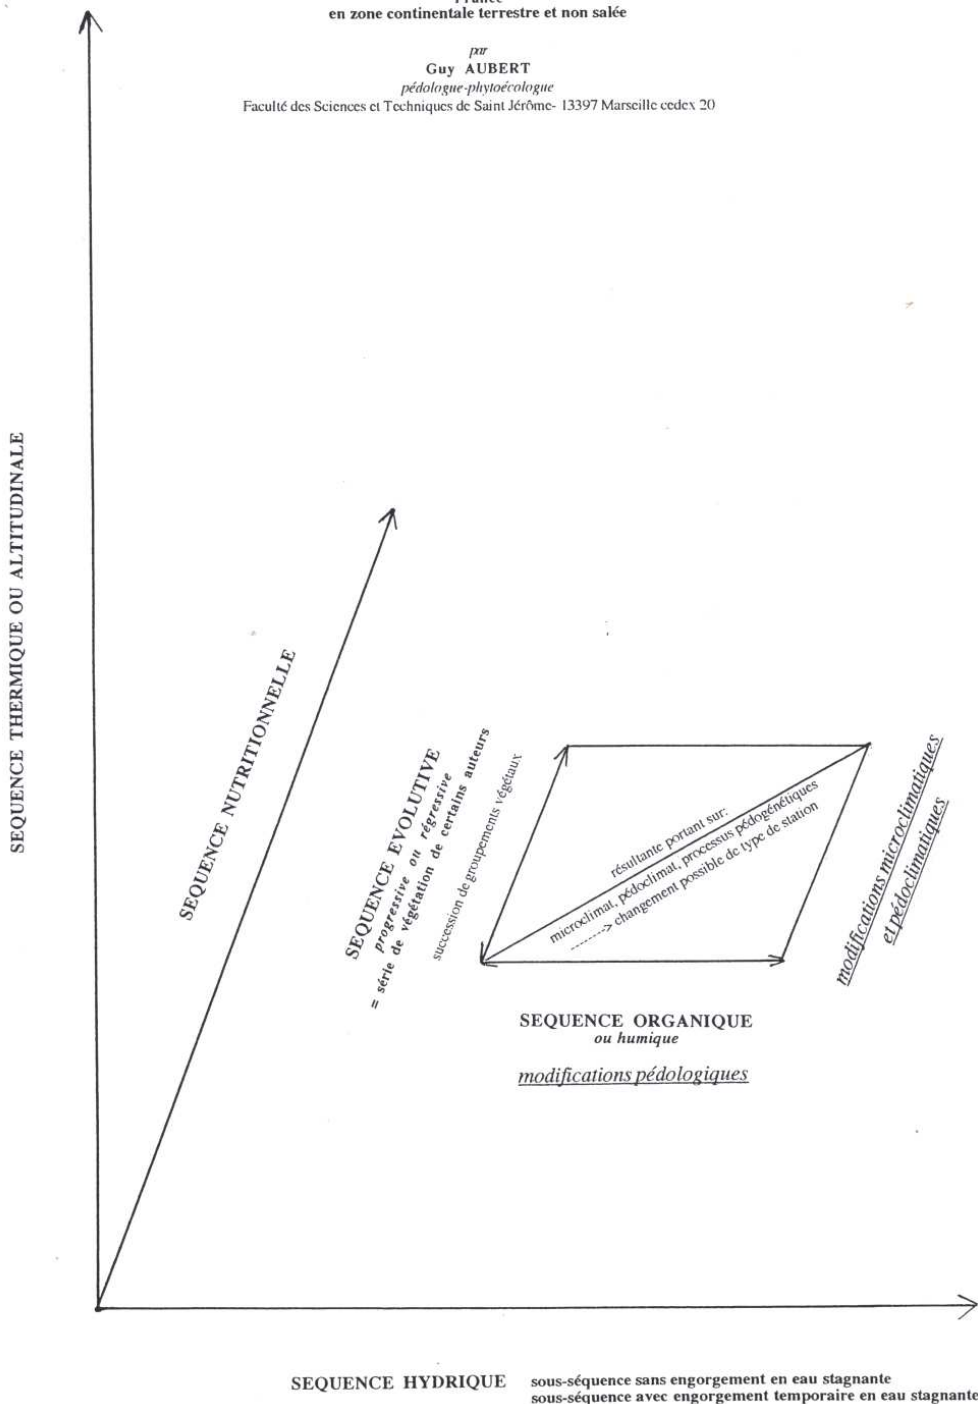 France
en zone continentale terrestre et non salée
par
Guy AUBERT
pédologue-phytoécologue
Faculté des Sciences et Techniques de Saint Jérôme- 13397 Marseille cedex 20
SEQUENCE THERMIQUE OU ALTITUDINALE
SEQUENCE NUTRITIONNELLE
SEQUENCE EVOLUTIVE
progressive ou régressive
= série de végétation de certains auteurs
succession de groupements végétaux
résultante portant sur:
microclimat, pédoclimat, processus pédogénétiques
--------> changement possible de type de station
modifications microclimatiques
et pédoclimatiques
SEQUENCE ORGANIQUE
ou humique
modifications pédologiques
SEQUENCE HYDRIQUE
sous-séquence sans engorgement en eau stagnante
sous-séquence avec engorgement temporaire en eau stagnante